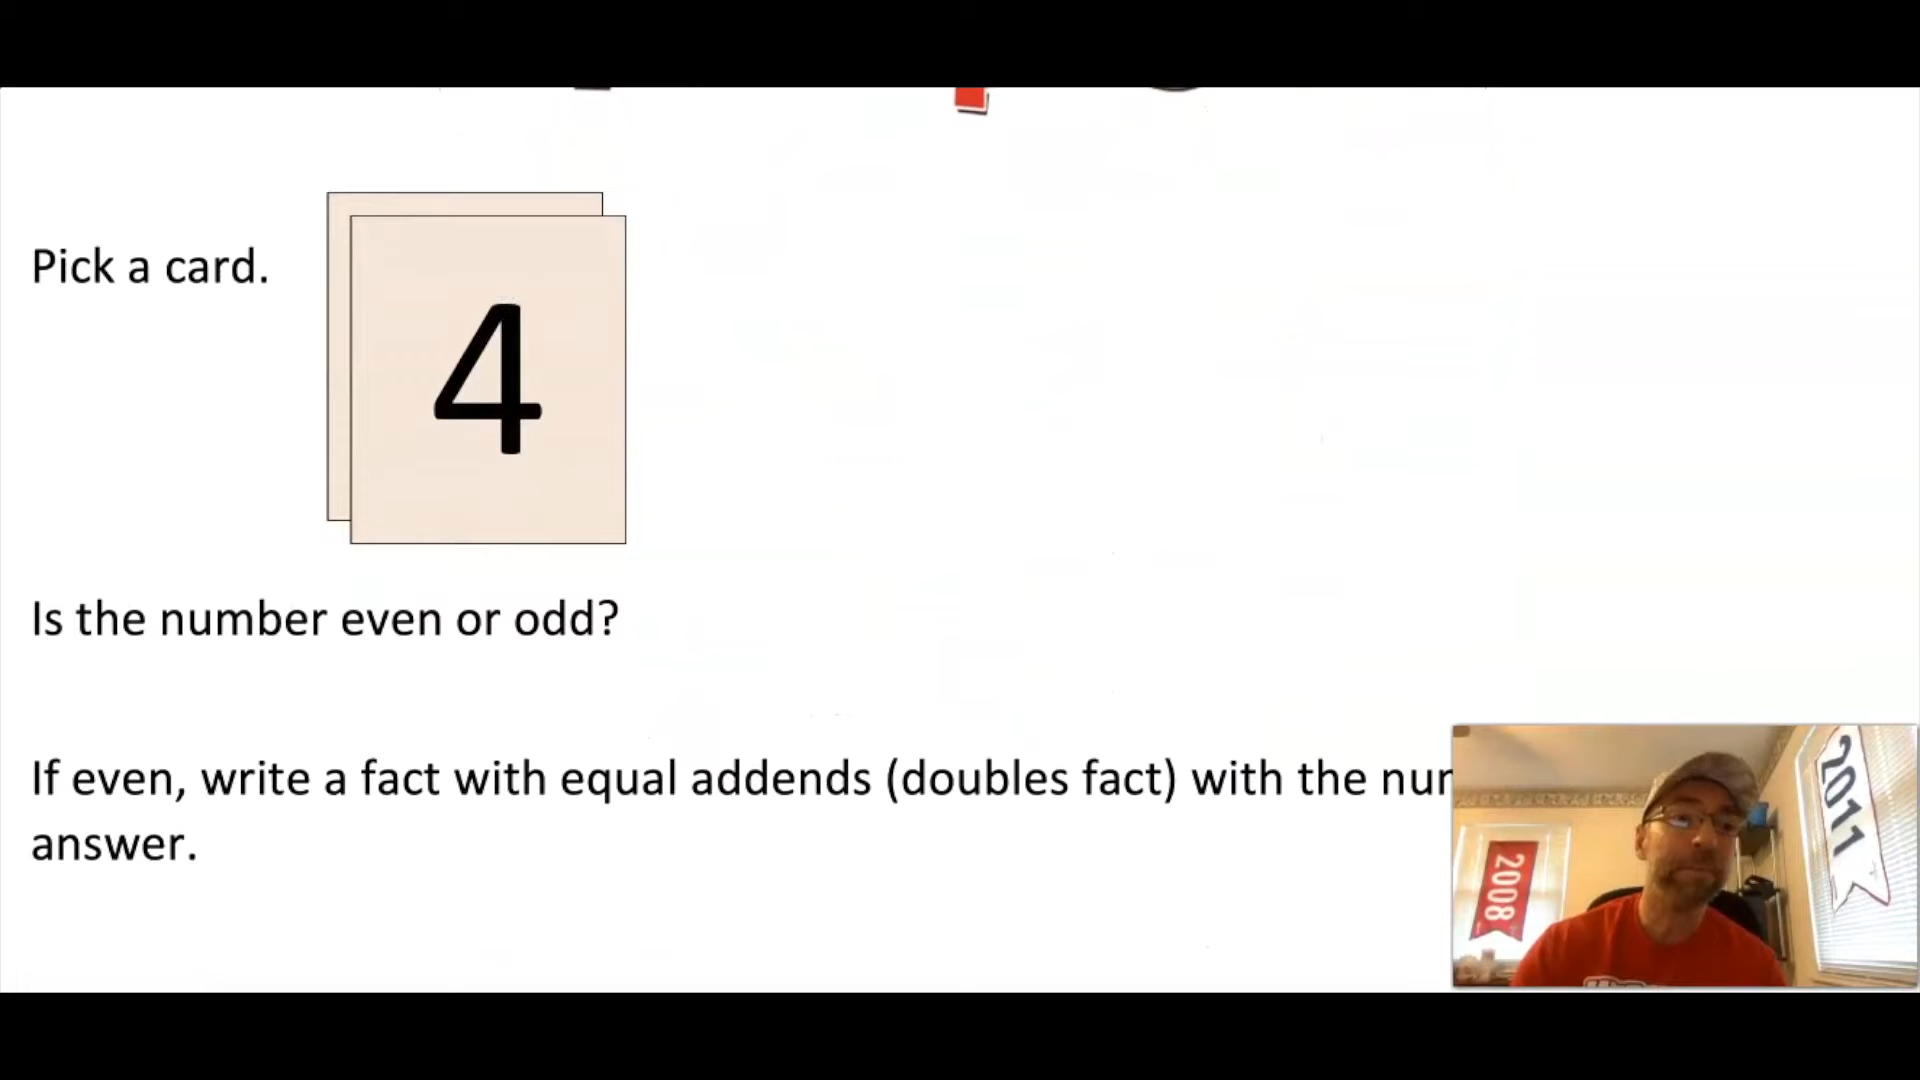 Pick a card.
4
Is the number even or odd?
If even, write a fact with equal addends (doubles fact) with the
answer.
2008
2011